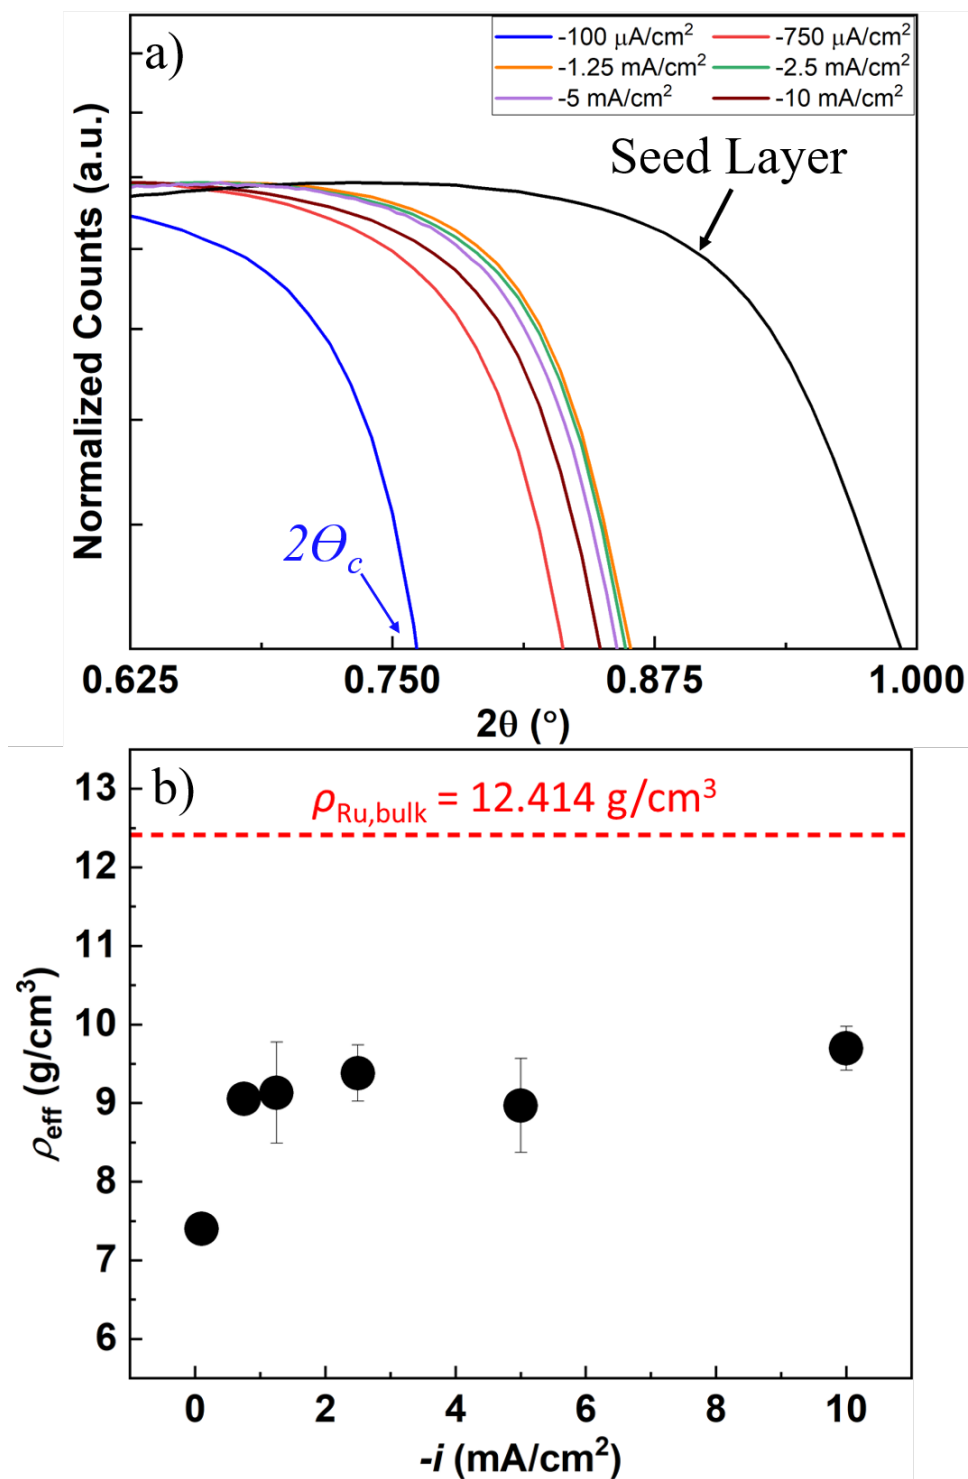 a)
-100 μA/cm² -750 μA/cm²
-1.25 mA/cm² -2.5 mA/cm²
-5 mA/cm² -10 mA/cm²
Seed Layer
Normalized Counts (a.u.)
2Θc
0.625 0.750 0.875 1.000
2θ (°)
b)
ρRu,bulk = 12.414 g/cm³
13
12
11
10
9
8
7
6
ρeff (g/cm³)
0 2 4 6 8 10
-i (mA/cm²)